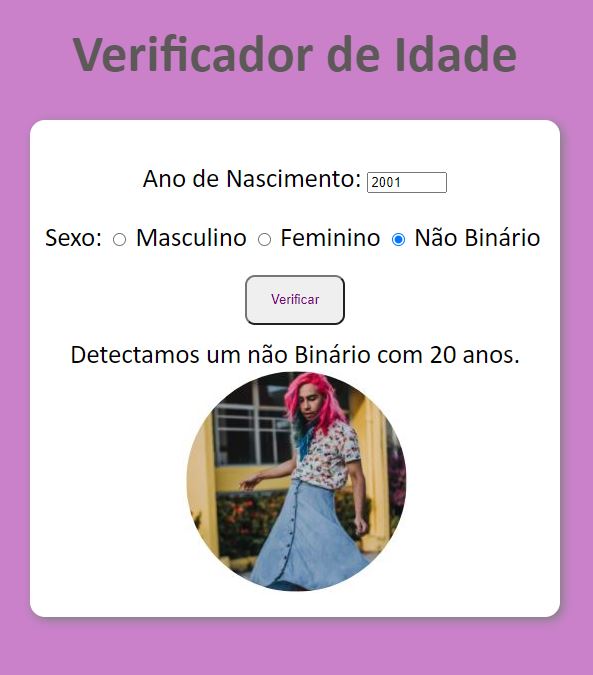 Verificador de Idade
Ano de Nascimento: 2001
Sexo: Masculino Feminino Não Binário
Verificar
Detectamos um não Binário com 20 anos.